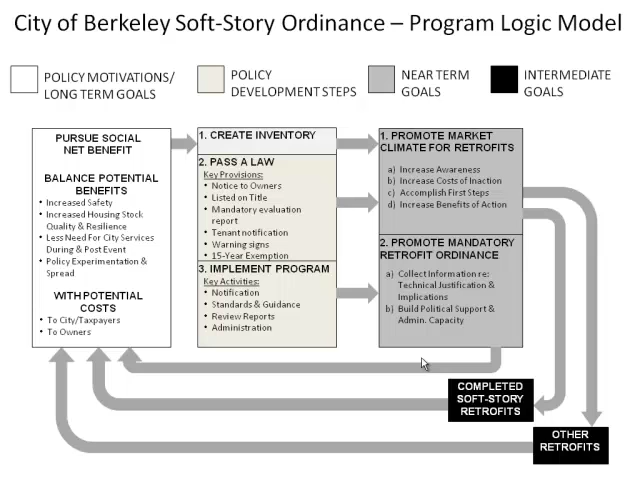 City of Berkeley Soft-Story Ordinance – Program Logic Model
POLICY MOTIVATIONS/
LONG TERM GOALS
POLICY
DEVELOPMENT STEPS
NEAR TERM
GOALS
INTERMEDIATE
GOALS
PURSUE SOCIAL
NET BENEFIT
BALANCE POTENTIAL
BENEFITS
• Increased Safety
• Increased Housing Stock
Quality & Resilience
• Less Need For City Services
During & Post Event
• Policy Experimentation &
Spread
WITH POTENTIAL
COSTS
• To City/Taxpayers
• To Owners
1. CREATE INVENTORY
2. PASS A LAW
Key Provisions:
• Notice to Owners
• Listed on Title
• Mandatory evaluation
report
• Tenant notification
• Warning signs
• 15-Year Exemption
3. IMPLEMENT PROGRAM
Key Activities:
• Notification
• Standards & Guidance
• Review Reports
• Administration
1. PROMOTE MARKET
CLIMATE FOR RETROFITS
a) Increase Awareness
b) Increase Costs of Inaction
c) Accomplish First Steps
d) Increase Benefits of Action
2. PROMOTE MANDATORY
RETROFIT ORDINANCE
a) Collect Information re:
Technical Justification &
Implications
b) Build Political Support &
Admin. Capacity
COMPLETED
SOFT-STORY
RETROFITS
OTHER
RETROFITS